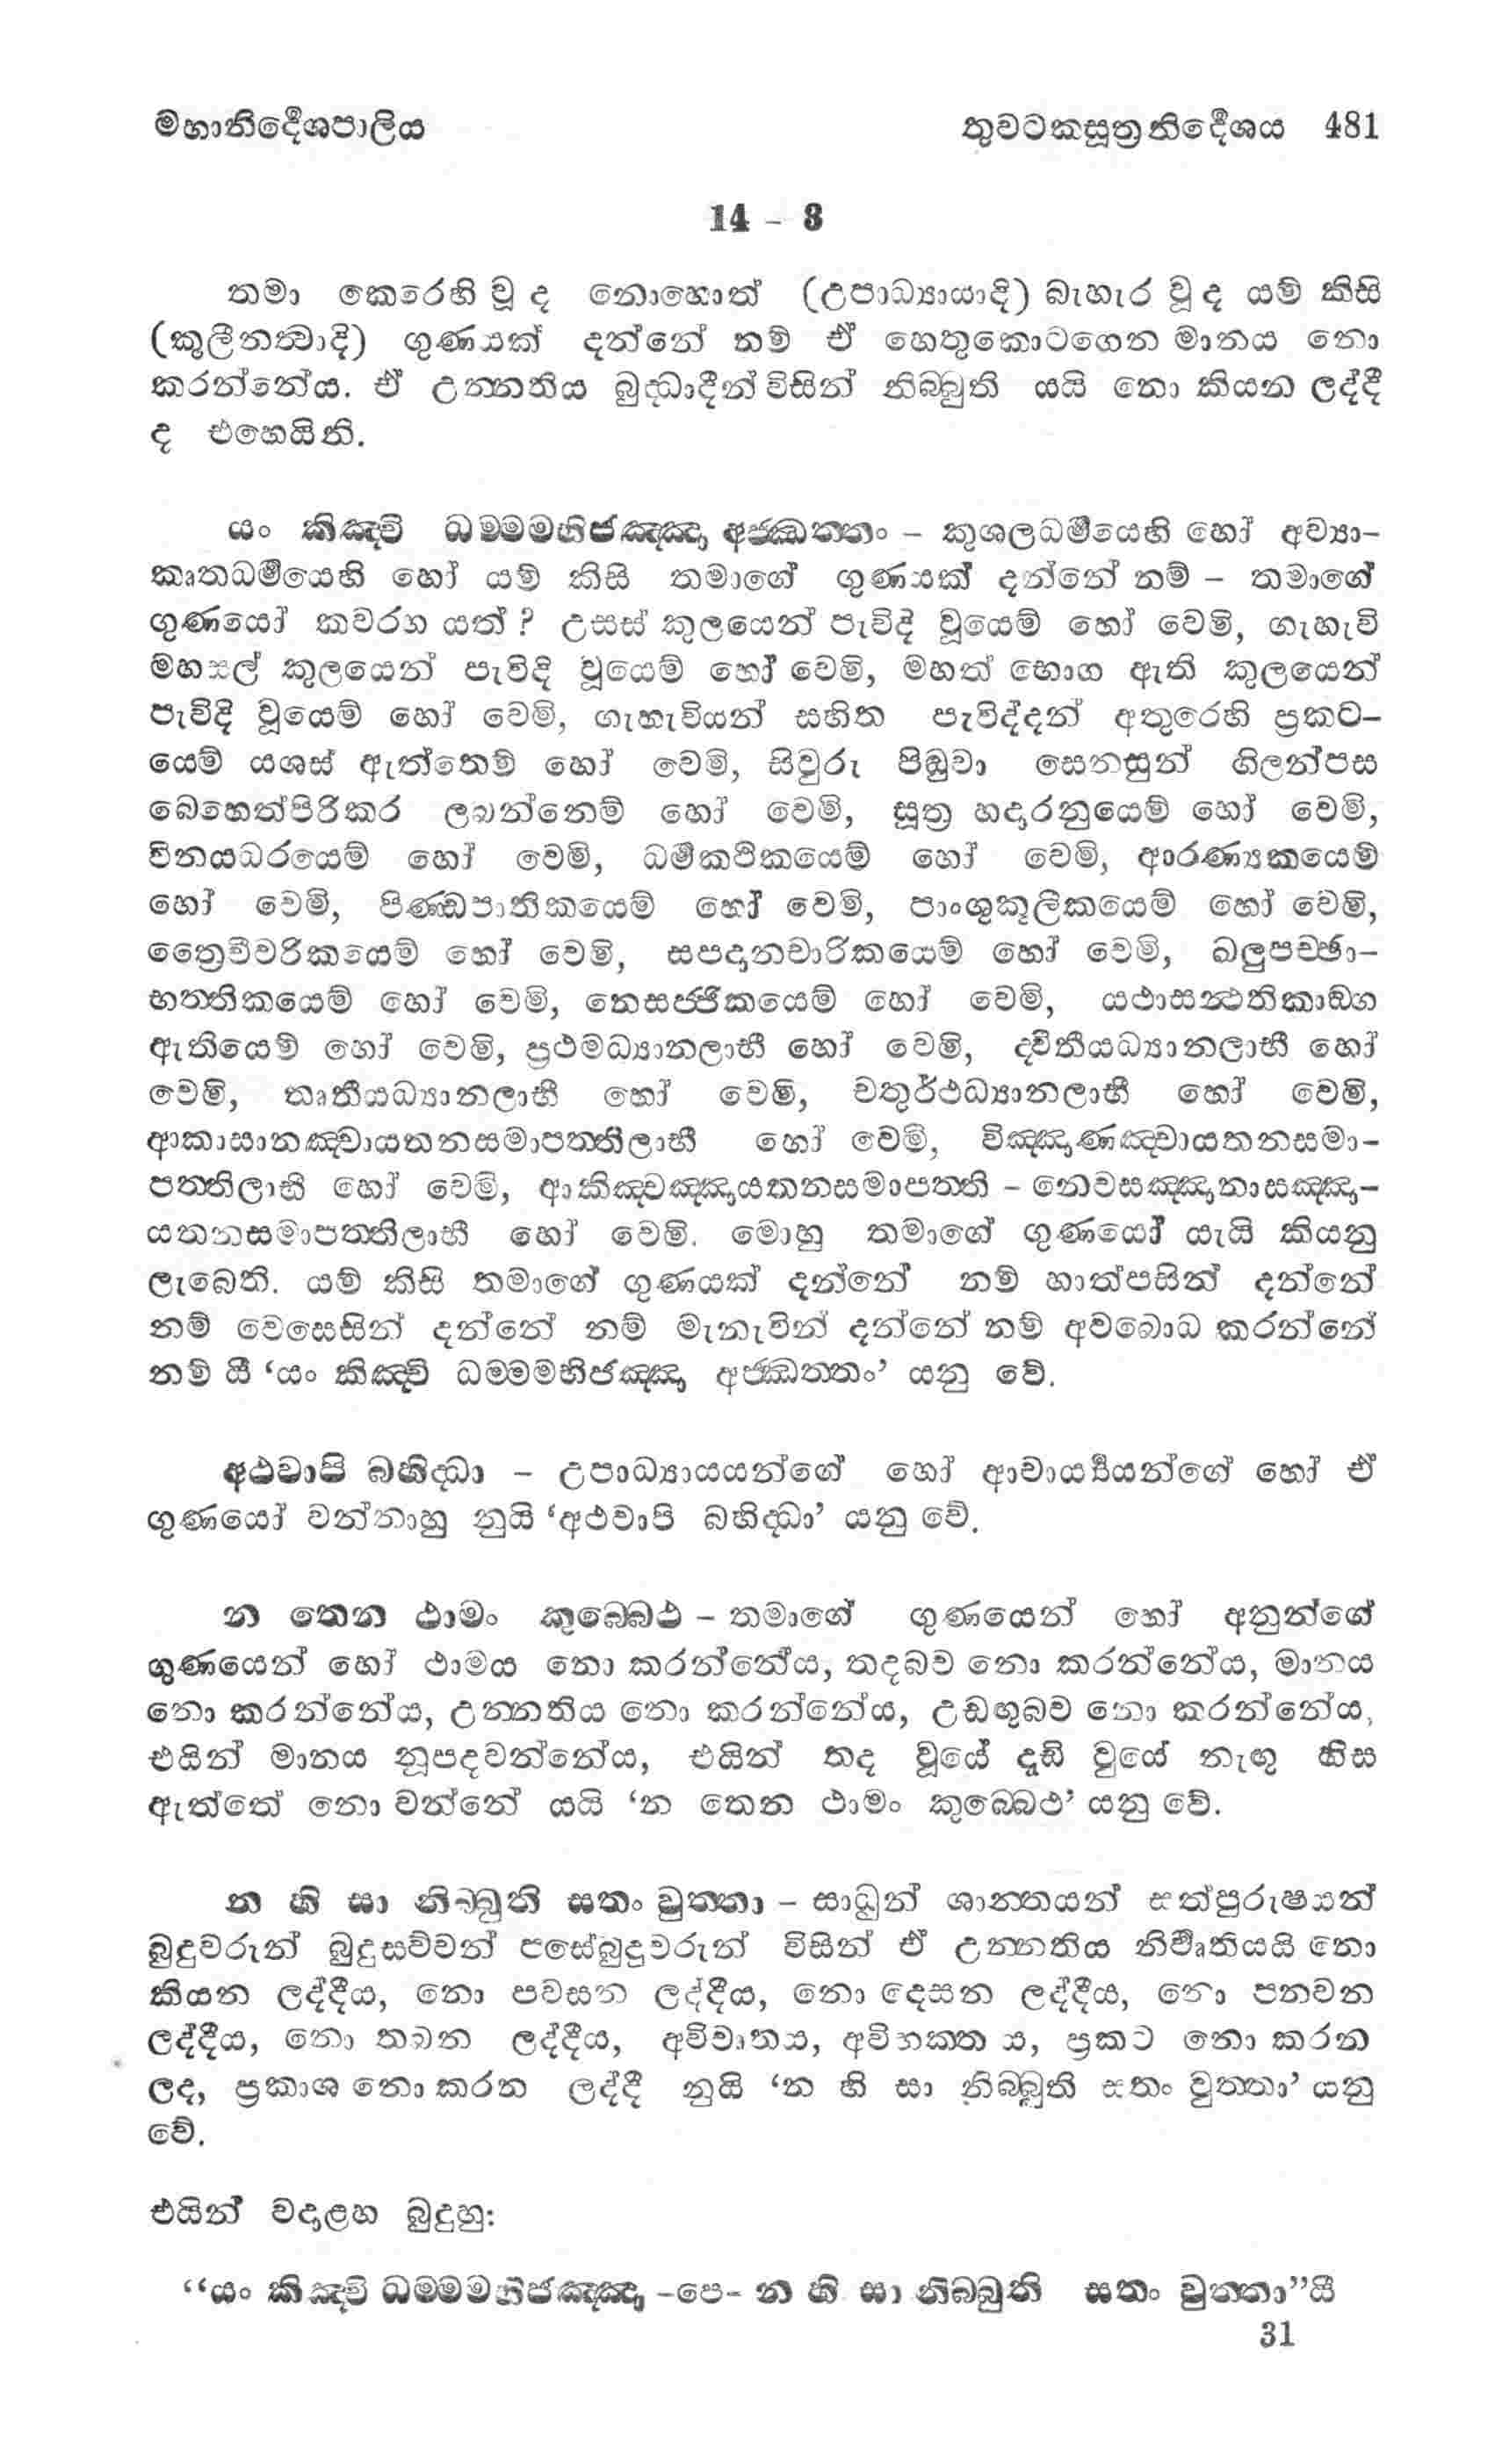 මහානිර්‍දෙශපාලිය තුවටකසූත්‍රනිර්‍දෙශය 481
14 - 3
තමා කෙරෙහි වූ ද නොහොත් (උපාධ්‍යායාදි) බැහැර වූ ද යම් කිසි
(කුලීනත්‍වාදි) ගුණයක් දන්නේ නම් ඒ හෙතුකොටගෙන මානය නො
කරන්නේය. ඒ උන්නතිය බුද්ධාදීන් විසින් නිබ්බුති යයි නො කියන ලද්දී
ද එහෙයිනි.
යං කිඤ්චි ධම්මමභිජඤ්ඤා අජ්ඣත්තං – කුශලධර්‍මයෙහි හෝ අව්‍යා-
කෘතධර්‍මයෙහි හෝ යම් කිසි තමාගේ ගුණයක් දන්නේ නම් – තමාගේ
ගුණයෝ කවරහ යත් ? උසස් කුලයෙන් පැවිදි වූයෙම් හෝ වෙමි, ගැහැවි
මහසල් කුලයෙන් පැවිදි වූයෙම් හෝ වෙමි, මහත් භොග ඇති කුලයෙන්
පැවිදි වූයෙම් හෝ වෙමි, ගැහැවියන් සහිත පැවිද්දන් අතුරෙහි ප්‍රකට-
යෙම් යශස් ඇත්තෙම් හෝ වෙමි, සිවුරු පිඬුවා සෙනසුන් ගිලන්පස
බෙහෙත්පිරිකර ලබන්නෙම් හෝ වෙමි, සූත්‍ර හදාරනුයෙම් හෝ වෙමි,
විනයධරයෙම් හෝ වෙමි, ධර්‍මකථිකයෙම් හෝ වෙමි, ආරණ්‍යකයෙම්
හෝ වෙමි, පිණ්ඩපාතිකයෙම් හෝ වෙමි, පාංශුකූලිකයෙම් හෝ වෙමි,
ත්‍රෛචීවරිකයෙම් හෝ වෙමි, සපදානචාරිකයෙම් හෝ වෙමි, ඛලුපච්ඡා-
භත්තිකයෙම් හෝ වෙමි, නෙසජ්ජිකයෙම් හෝ වෙමි, යථාසන්‍ථතිකාඞ්ග
ඇතියෙම් හෝ වෙමි, ප්‍රථමධ්‍යානලාභී හෝ වෙමි, ද්විතීයධ්‍යානලාභී හෝ
වෙමි, තෘතීයධ්‍යානලාභී හෝ වෙමි, චතුර්ථධ්‍යානලාභී හෝ වෙමි,
ආකාසානඤ්චායතනසමාපත්තිලාභී හෝ වෙමි, විඤ්ඤාණඤ්චායතනසමා-
පත්තිලාභී හෝ වෙමි, ආකිඤ්චඤ්ඤායතනසමාපත්ති – නෙවසඤ්ඤානාසඤ්ඤා-
යතනසමාපත්තිලාභී හෝ වෙමි. මොහු තමාගේ ගුණයෝ යැයි කියනු
ලැබෙති. යම් කිසි තමාගේ ගුණයක් දන්නේ නම් හාත්පසින් දන්නේ
නම් වෙසෙසින් දන්නේ නම් මැනැවින් දන්නේ නම් අවබොධ කරන්නේ
නම් යී ‘යං කිඤ්චි ධම්මමභිජඤ්ඤා අජ්ඣත්තං’ යනු වේ.
අථවාපි බහිද්ධා – උපාධ්‍යායයන්ගේ හෝ ආචාර්‍ය්‍යයන්ගේ හෝ ඒ
ගුණයෝ වන්නාහු නුයි ‘අථවාපි බහිද්ධා’ යනු වේ.
න තෙන ථාමං කුබ්බෙථ – තමාගේ ගුණයෙන් හෝ අනුන්ගේ
ගුණයෙන් හෝ ථාමය නො කරන්නේය, තදබව නො කරන්නේය, මානය
නො කරන්නේය, උන්නතිය නො කරන්නේය, උඩඟුබව නො කරන්නේය,
එයින් මානය නූපදවන්නේය, එයින් තද වූයේ දැඩි වුයේ නැඟූ හිස
ඇත්තේ නො වන්නේ යයි ‘න තෙන ථාමං කුබ්බෙථ’ යනු වේ.
න හි සා නිබ්බුති සතං වුත්තා – සාධුන් ශාන්තයන් සත්පුරුෂයන්
බුදුවරුන් බුදුසව්වන් පසේබුදුවරුන් විසින් ඒ උන්නතිය නිර්‍වෘතියයි නො
කියන ලද්දීය, නො පවසන ලද්දීය, නො දෙසන ලද්දීය, නො පනවන
ලද්දීය, නො තබන ලද්දීය, අවිවෘතය, අවිභක්ත ය, ප්‍රකට නො කරන
ලද, ප්‍රකාශ නො කරන ලද්දී නුයි ‘න හි සා නිබ්බුති සතං වුත්තා’ යනු
වේ.
එයින් වදාළහ බුදුහු:
‘‘යං කිඤ්චි ධම්මමභිජඤ්ඤා -පෙ- න හි සා නිබ්බුති සතං වුත්තා’’යී
31